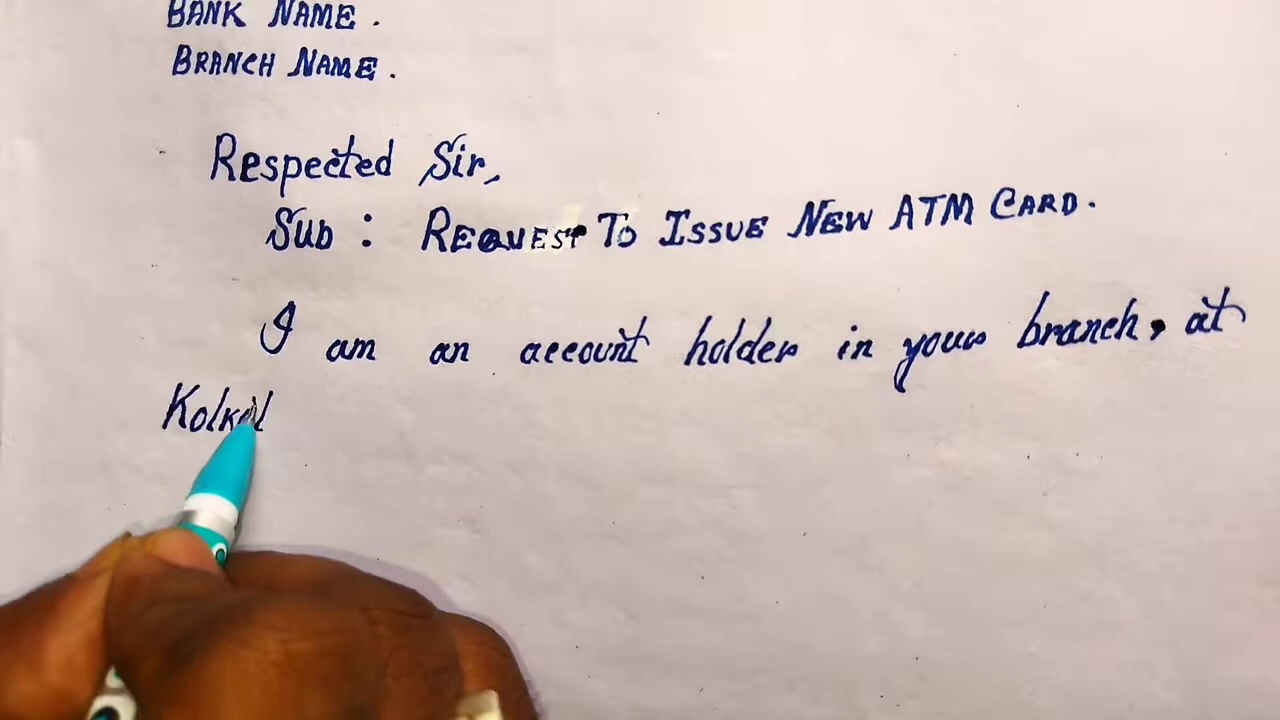 BANK NAME.
BRANCH NAME.
Respected Sir,
Sub : REQUEST TO ISSUE NEW ATM CARD.
I am an account holder in your branch, at